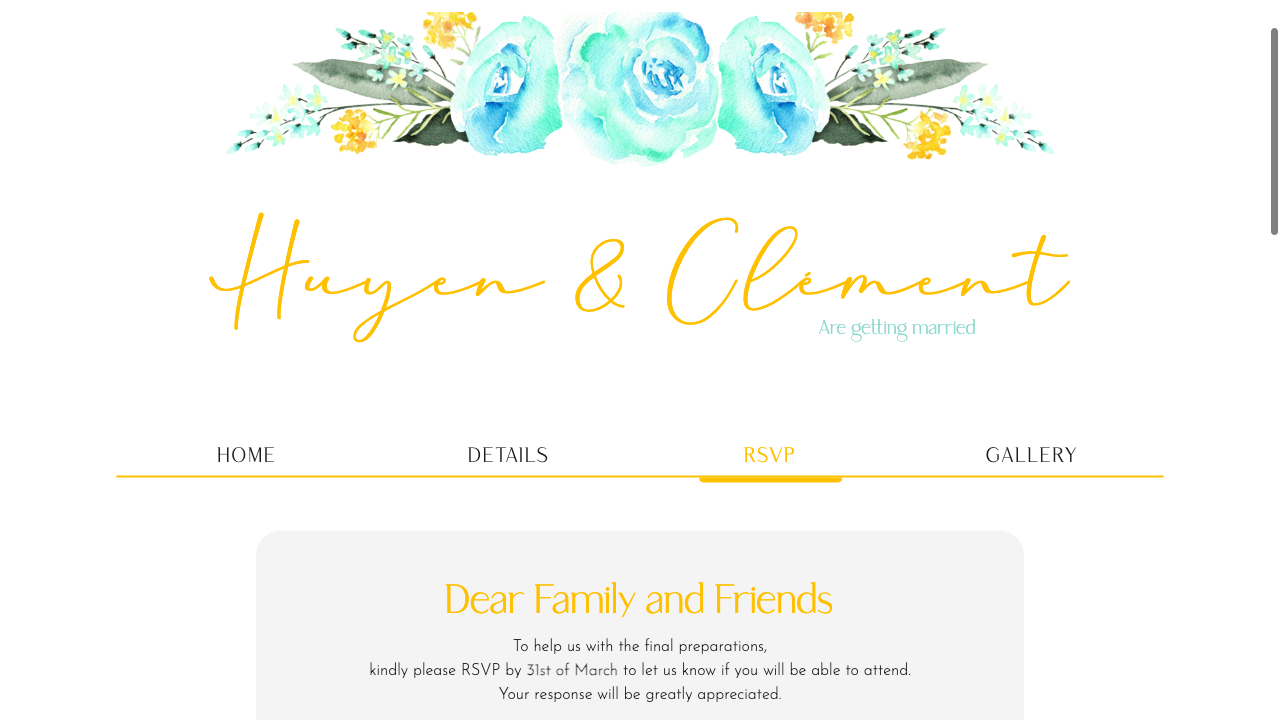 Huyen & Clément
Are getting married
HOME DETAILS RSVP GALLERY
Dear Family and Friends
To help us with the final preparations,
kindly please RSVP by 31st of March to let us know if you will be able to attend.
Your response will be greatly appreciated.